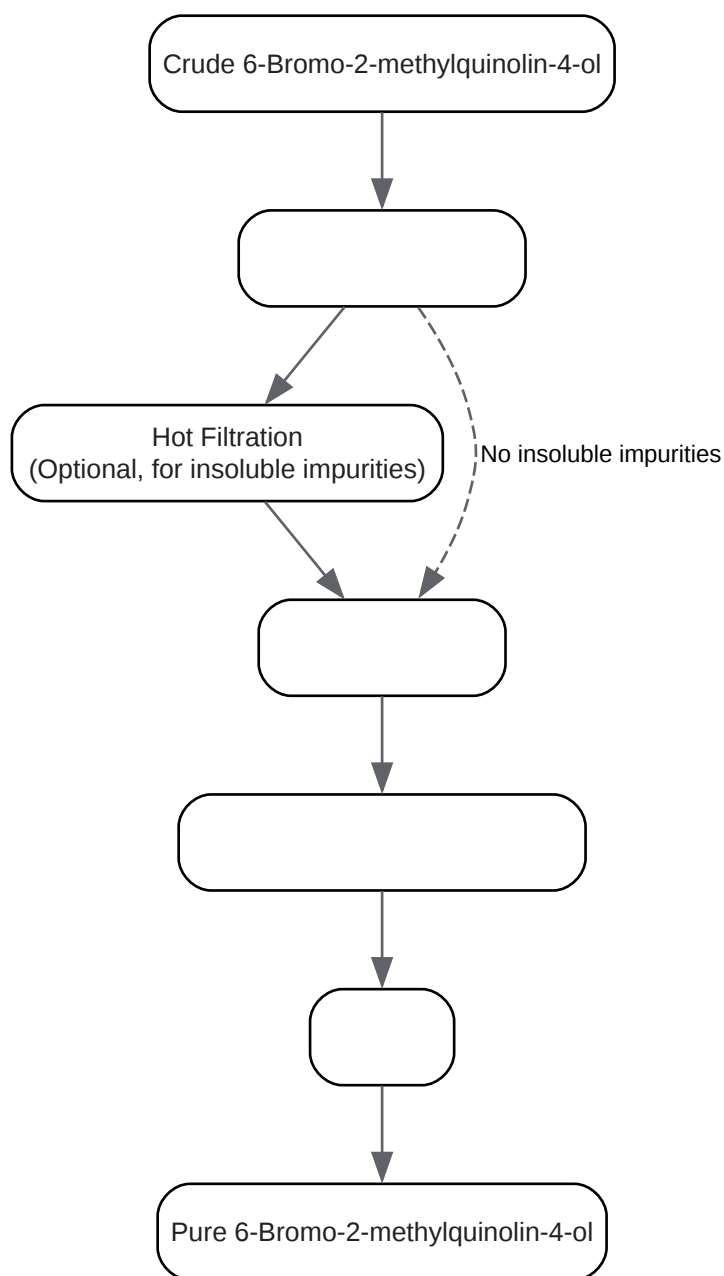 Crude 6-Bromo-2-methylquinolin-4-ol
Hot Filtration
(Optional, for insoluble impurities)
No insoluble impurities
Pure 6-Bromo-2-methylquinolin-4-ol